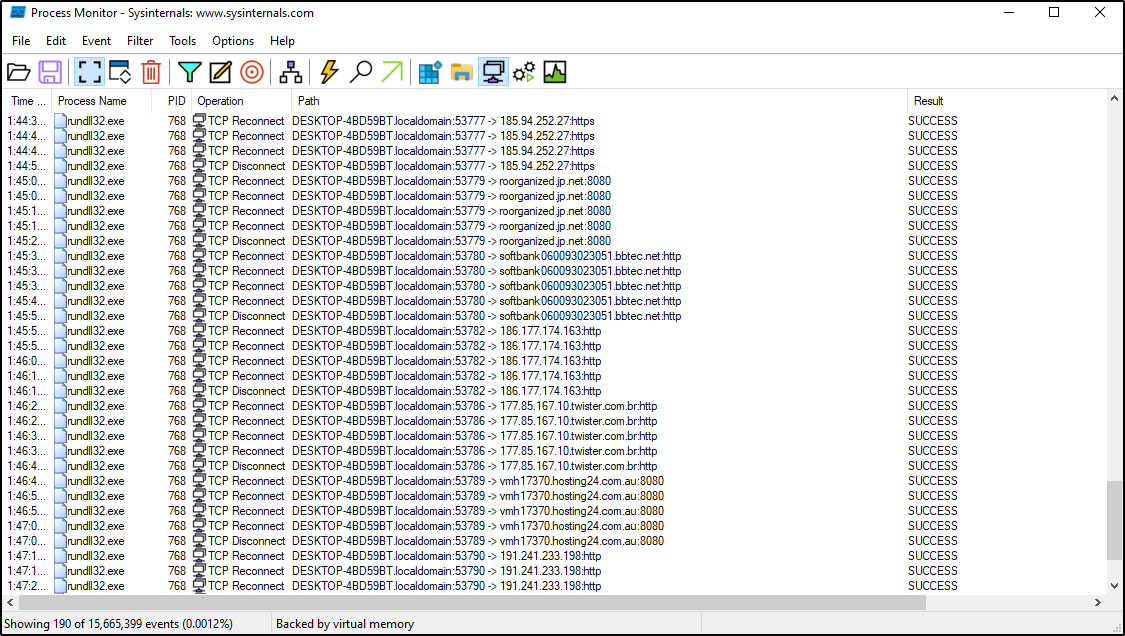 Process Monitor - Sysinternals: www.sysinternals.com
File Edit Event Filter Tools Options Help
Time ... Process Name PID Operation Path Result
1:44:3... rundll32.exe 768 TCP Reconnect DESKTOP-4BD59BT.localdomain:53777 -> 185.94.252.27:https SUCCESS
1:44:4... rundll32.exe 768 TCP Reconnect DESKTOP-4BD59BT.localdomain:53777 -> 185.94.252.27:https SUCCESS
1:44:4... rundll32.exe 768 TCP Reconnect DESKTOP-4BD59BT.localdomain:53777 -> 185.94.252.27:https SUCCESS
1:44:5... rundll32.exe 768 TCP Disconnect DESKTOP-4BD59BT.localdomain:53777 -> 185.94.252.27:https SUCCESS
1:45:0... rundll32.exe 768 TCP Reconnect DESKTOP-4BD59BT.localdomain:53779 -> roorganized.jp.net:8080 SUCCESS
1:45:0... rundll32.exe 768 TCP Reconnect DESKTOP-4BD59BT.localdomain:53779 -> roorganized.jp.net:8080 SUCCESS
1:45:1... rundll32.exe 768 TCP Reconnect DESKTOP-4BD59BT.localdomain:53779 -> roorganized.jp.net:8080 SUCCESS
1:45:1... rundll32.exe 768 TCP Reconnect DESKTOP-4BD59BT.localdomain:53779 -> roorganized.jp.net:8080 SUCCESS
1:45:2... rundll32.exe 768 TCP Disconnect DESKTOP-4BD59BT.localdomain:53779 -> roorganized.jp.net:8080 SUCCESS
1:45:3... rundll32.exe 768 TCP Reconnect DESKTOP-4BD59BT.localdomain:53780 -> softbank060093023051.bbtec.net:http SUCCESS
1:45:3... rundll32.exe 768 TCP Reconnect DESKTOP-4BD59BT.localdomain:53780 -> softbank060093023051.bbtec.net:http SUCCESS
1:45:3... rundll32.exe 768 TCP Reconnect DESKTOP-4BD59BT.localdomain:53780 -> softbank060093023051.bbtec.net:http SUCCESS
1:45:4... rundll32.exe 768 TCP Reconnect DESKTOP-4BD59BT.localdomain:53780 -> softbank060093023051.bbtec.net:http SUCCESS
1:45:5... rundll32.exe 768 TCP Disconnect DESKTOP-4BD59BT.localdomain:53780 -> softbank060093023051.bbtec.net:http SUCCESS
1:45:5... rundll32.exe 768 TCP Reconnect DESKTOP-4BD59BT.localdomain:53782 -> 186.177.174.163:http SUCCESS
1:45:5... rundll32.exe 768 TCP Reconnect DESKTOP-4BD59BT.localdomain:53782 -> 186.177.174.163:http SUCCESS
1:46:0... rundll32.exe 768 TCP Reconnect DESKTOP-4BD59BT.localdomain:53782 -> 186.177.174.163:http SUCCESS
1:46:1... rundll32.exe 768 TCP Reconnect DESKTOP-4BD59BT.localdomain:53782 -> 186.177.174.163:http SUCCESS
1:46:1... rundll32.exe 768 TCP Disconnect DESKTOP-4BD59BT.localdomain:53782 -> 186.177.174.163:http SUCCESS
1:46:2... rundll32.exe 768 TCP Reconnect DESKTOP-4BD59BT.localdomain:53786 -> 177.85.167.10.twister.com.br:http SUCCESS
1:46:2... rundll32.exe 768 TCP Reconnect DESKTOP-4BD59BT.localdomain:53786 -> 177.85.167.10.twister.com.br:http SUCCESS
1:46:3... rundll32.exe 768 TCP Reconnect DESKTOP-4BD59BT.localdomain:53786 -> 177.85.167.10.twister.com.br:http SUCCESS
1:46:3... rundll32.exe 768 TCP Reconnect DESKTOP-4BD59BT.localdomain:53786 -> 177.85.167.10.twister.com.br:http SUCCESS
1:46:4... rundll32.exe 768 TCP Disconnect DESKTOP-4BD59BT.localdomain:53786 -> 177.85.167.10.twister.com.br:http SUCCESS
1:46:4... rundll32.exe 768 TCP Reconnect DESKTOP-4BD59BT.localdomain:53789 -> vmh17370.hosting24.com.au:8080 SUCCESS
1:46:5... rundll32.exe 768 TCP Reconnect DESKTOP-4BD59BT.localdomain:53789 -> vmh17370.hosting24.com.au:8080 SUCCESS
1:46:5... rundll32.exe 768 TCP Reconnect DESKTOP-4BD59BT.localdomain:53789 -> vmh17370.hosting24.com.au:8080 SUCCESS
1:47:0... rundll32.exe 768 TCP Reconnect DESKTOP-4BD59BT.localdomain:53789 -> vmh17370.hosting24.com.au:8080 SUCCESS
1:47:0... rundll32.exe 768 TCP Disconnect DESKTOP-4BD59BT.localdomain:53789 -> vmh17370.hosting24.com.au:8080 SUCCESS
1:47:1... rundll32.exe 768 TCP Reconnect DESKTOP-4BD59BT.localdomain:53790 -> 191.241.233.198:http SUCCESS
1:47:1... rundll32.exe 768 TCP Reconnect DESKTOP-4BD59BT.localdomain:53790 -> 191.241.233.198:http SUCCESS
1:47:2... rundll32.exe 768 TCP Reconnect DESKTOP-4BD59BT.localdomain:53790 -> 191.241.233.198:http SUCCESS
Showing 190 of 15,665,399 events (0.0012%) Backed by virtual memory